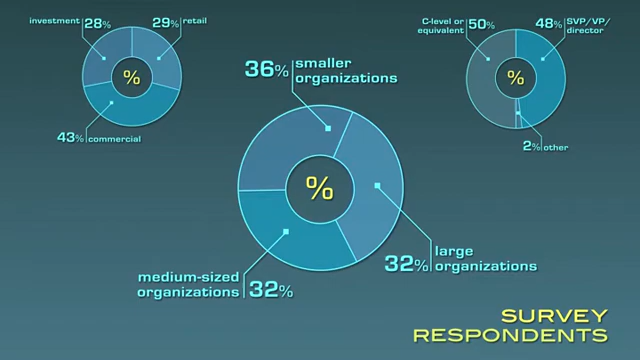 investment 28%
29% retail
%
43% commercial
36% smaller
organizations
%
32% large
organizations
medium-sized
organizations 32%
C-level or
equivalent 50%
48% SVP/VP/
director
%
2% other
SURVEY
RESPONDENTS